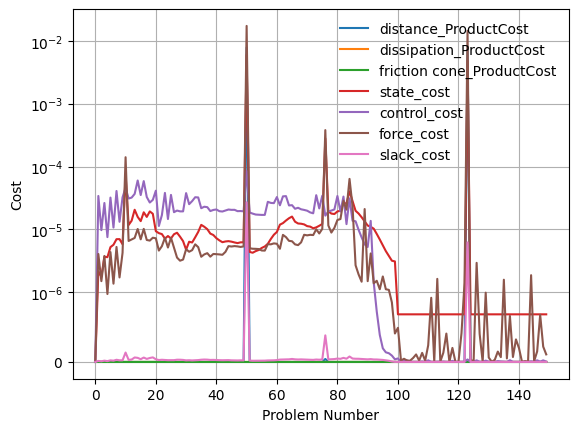 distance_ProductCost
dissipation_ProductCost
friction cone_ProductCost
state_cost
control_cost
force_cost
slack_cost
Cost
10⁻²
10⁻³
10⁻⁴
10⁻⁵
10⁻⁶
0
0 20 40 60 80 100 120 140
Problem Number